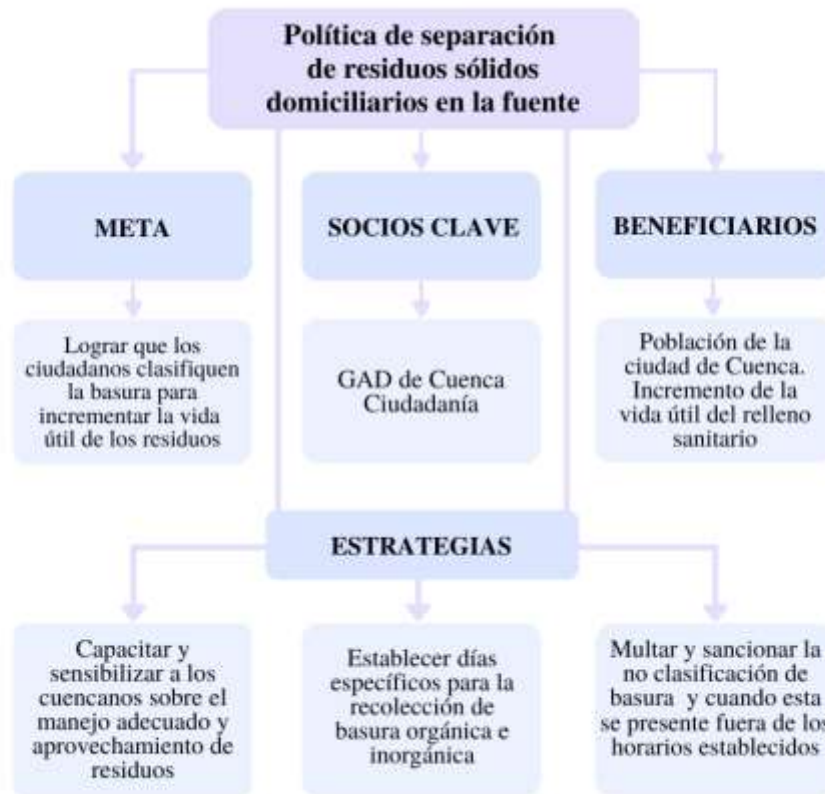 Política de separación
de residuos sólidos
domiciliarios en la fuente
META
SOCIOS CLAVE
BENEFICIARIOS
Lograr que los
ciudadanos clasifiquen
la basura para
incrementar la vida
útil de los residuos
GAD de Cuenca
Ciudadanía
Población de la
ciudad de Cuenca.
Incremento de la
vida útil del relleno
sanitario
ESTRATEGIAS
Capacitar y
sensibilizar a los
cuencanos sobre el
manejo adecuado y
aprovechamiento de
residuos
Establecer días
específicos para la
recolección de
basura orgánica e
inorgánica
Multar y sancionar la
no clasificación de
basura y cuando esta
se presente fuera de los
horarios establecidos